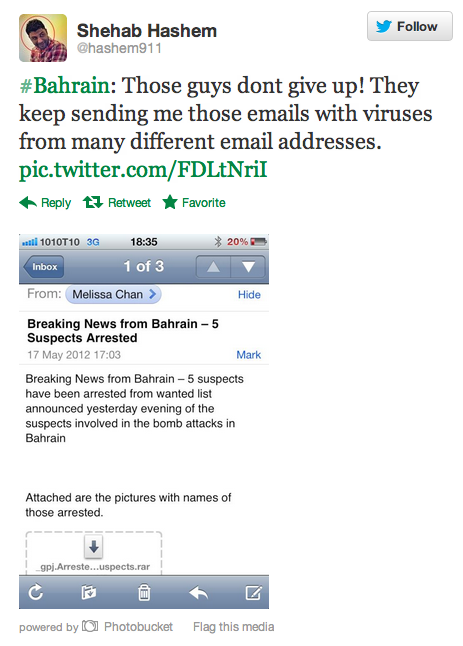 Shehab Hashem
@hashem911
Follow
#Bahrain: Those guys dont give up! They
keep sending me those emails with viruses
from many different email addresses.
pic.twitter.com/FDLtNriI
Reply Retweet Favorite
1010T10 3G 18:35 20%
Inbox 1 of 3
From: Melissa Chan Hide
Breaking News from Bahrain – 5
Suspects Arrested
17 May 2012 17:03 Mark
Breaking News from Bahrain – 5 suspects
have been arrested from wanted list
announced yesterday evening of the
suspects involved in the bomb attacks in
Bahrain
Attached are the pictures with names of
those arrested.
_gpj.Arreste...uspects.rar
powered by Photobucket Flag this media